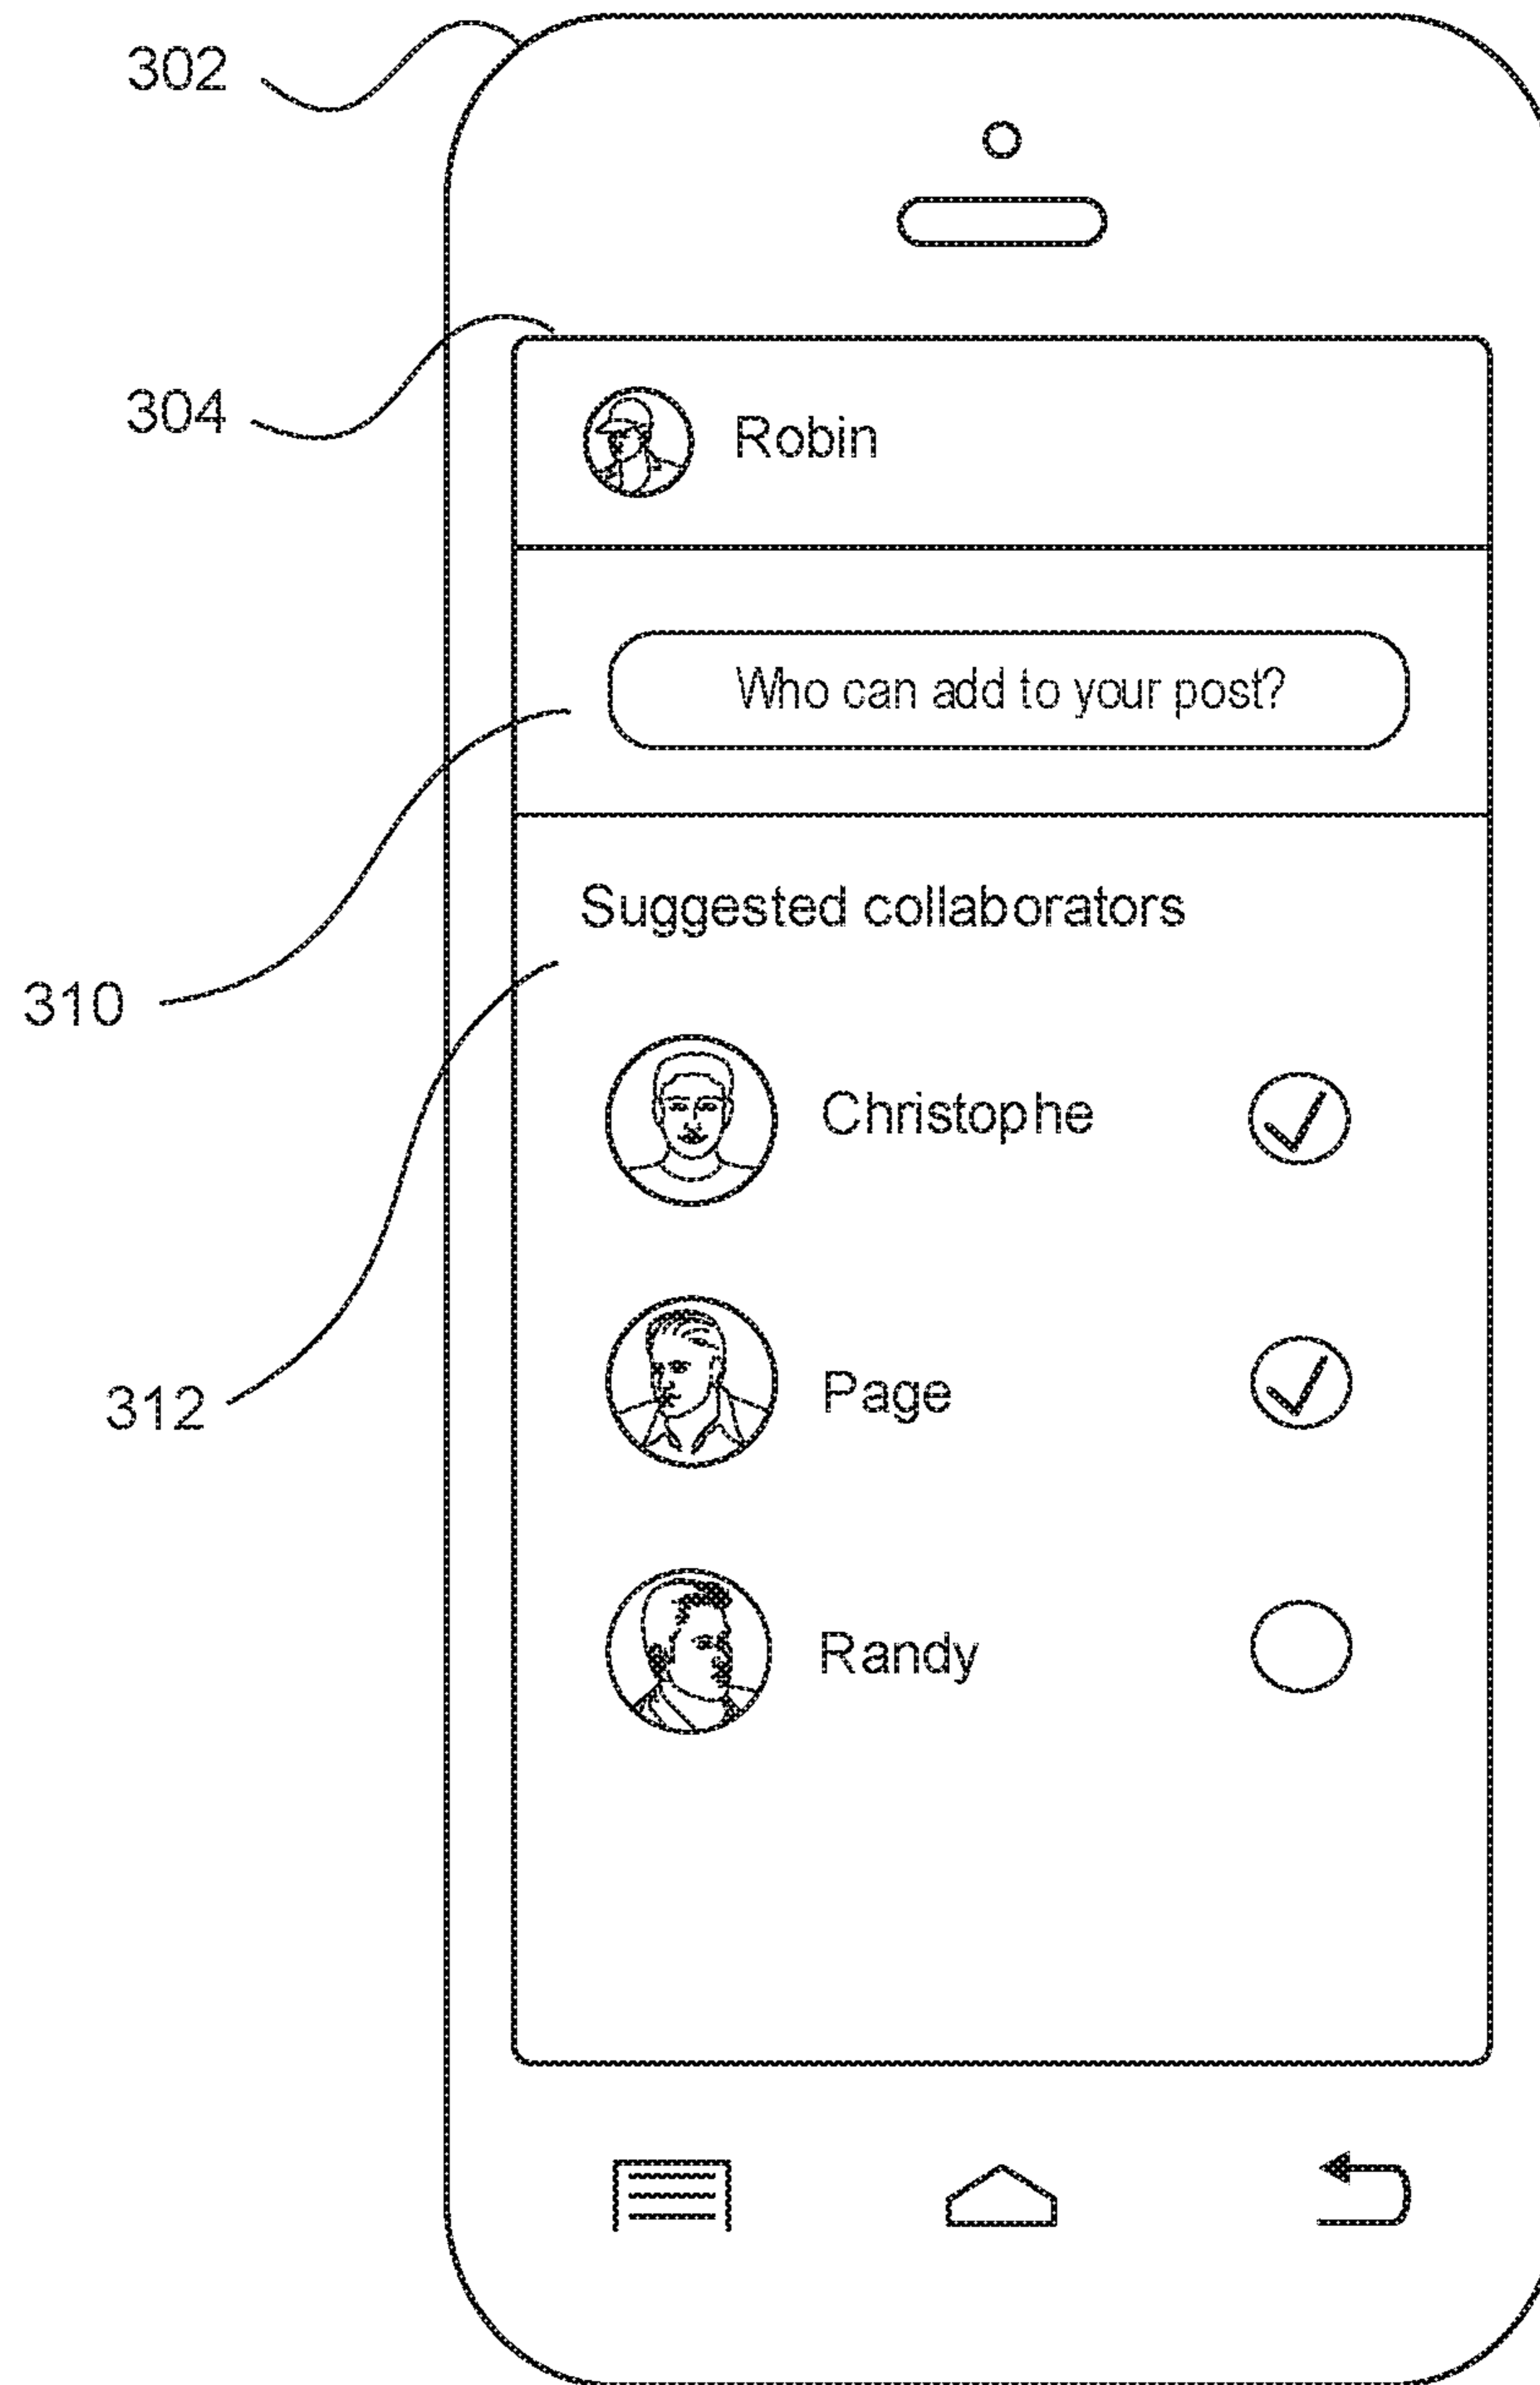 302
304
Robin
Who can add to your post?
Suggested collaborators
310
Christophe
Page
312
Randy